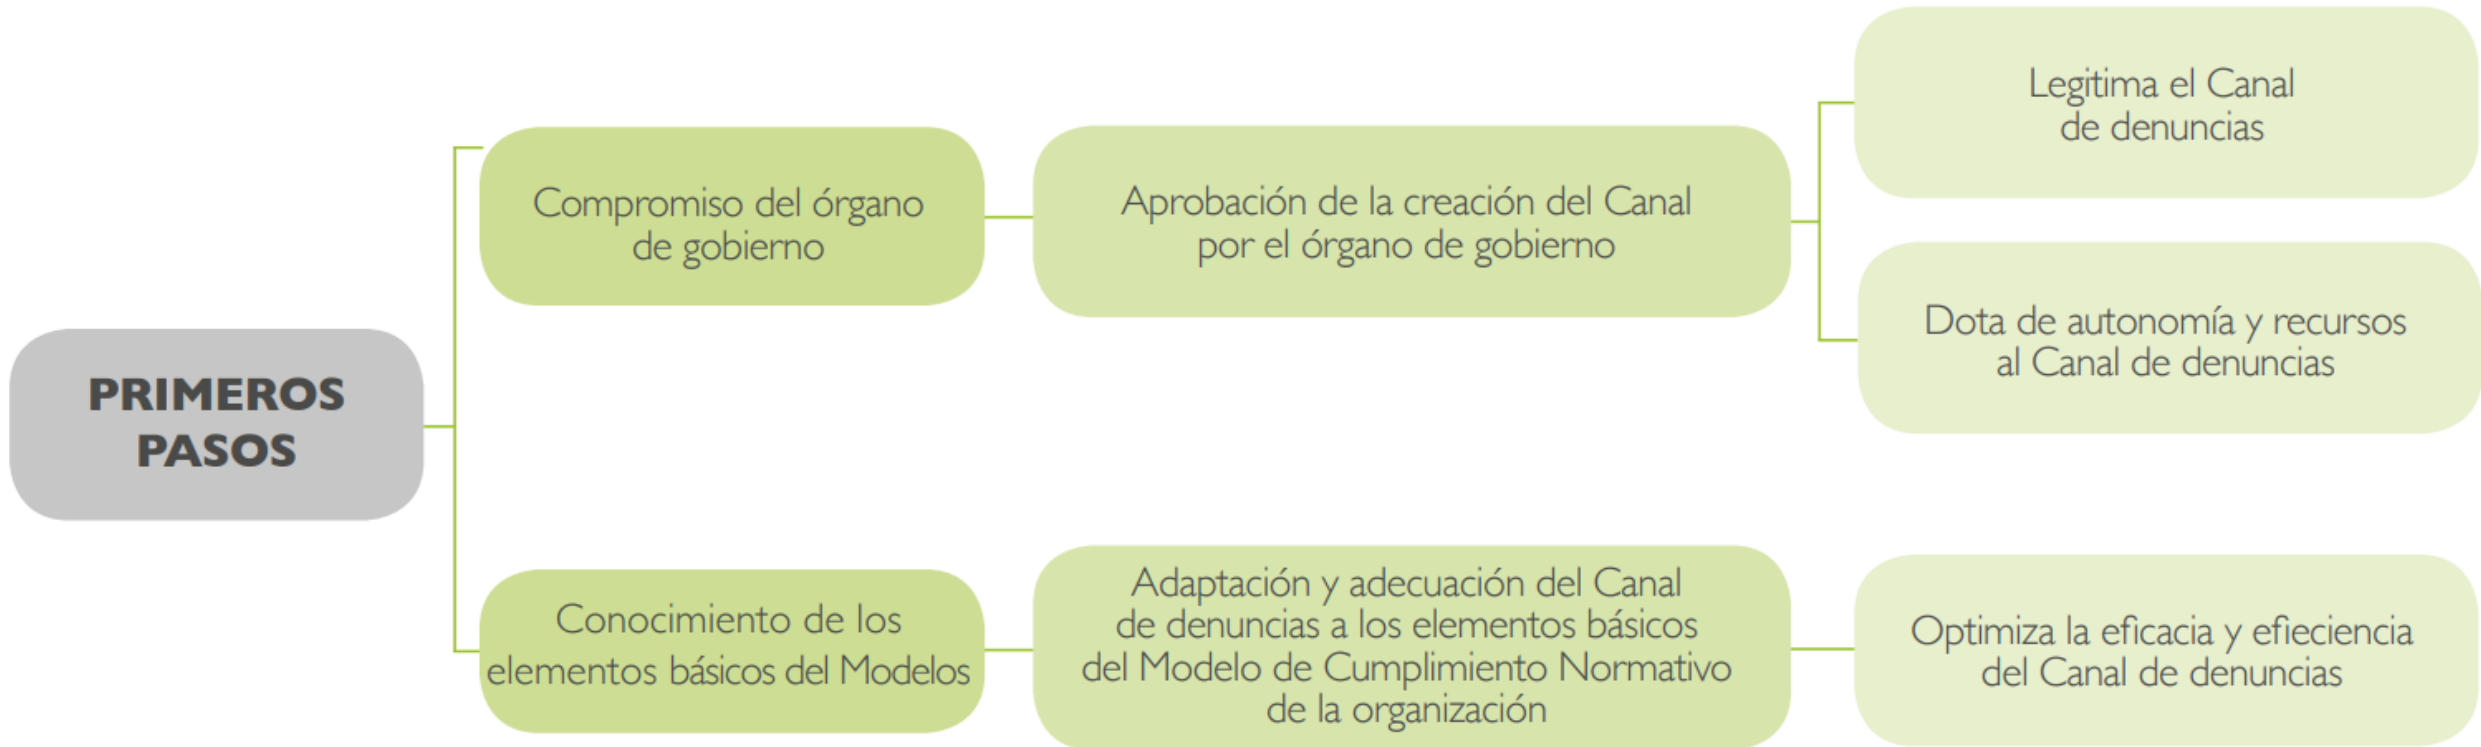 PRIMEROS
PASOS
Compromiso del órgano
de gobierno
Aprobación de la creación del Canal
por el órgano de gobierno
Legitima el Canal
de denuncias
Dota de autonomía y recursos
al Canal de denuncias
Conocimiento de los
elementos básicos del Modelos
Adaptación y adecuación del Canal
de denuncias a los elementos básicos
del Modelo de Cumplimiento Normativo
de la organización
Optimiza la eficacia y efieciencia
del Canal de denuncias